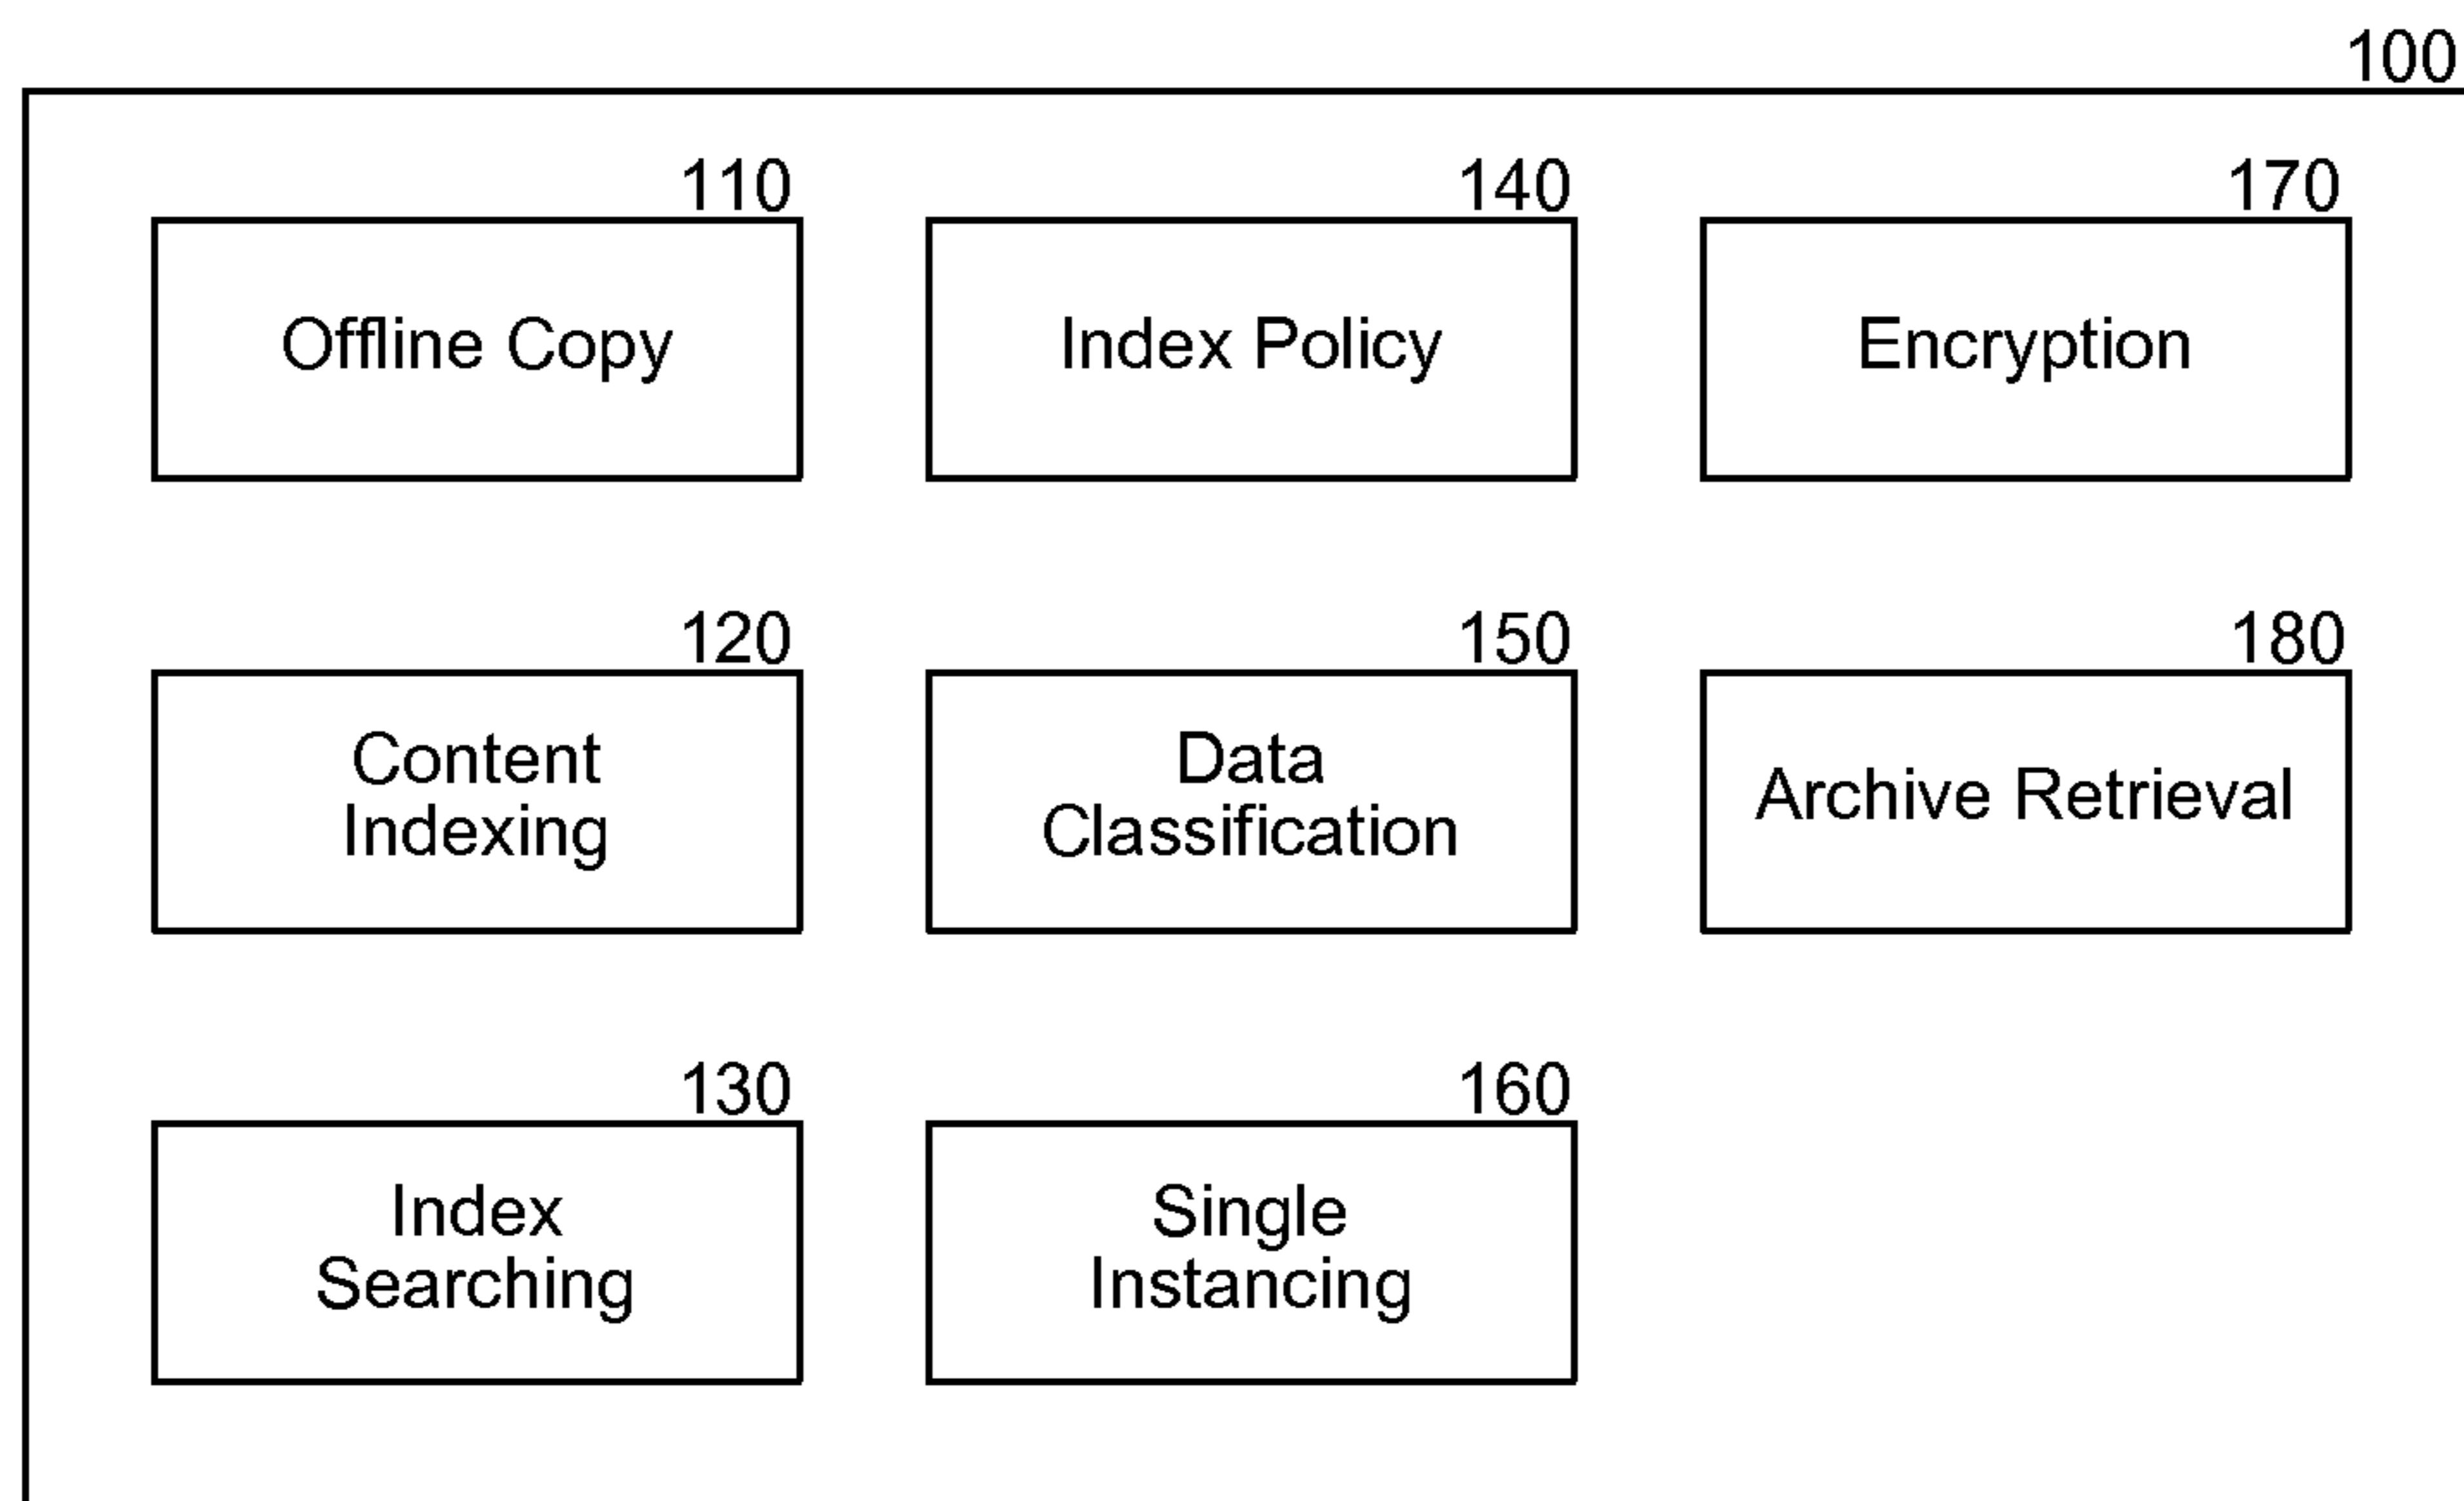 100
110
Offline Copy
140
Index Policy
170
Encryption
120
Content
Indexing
150
Data
Classification
180
Archive Retrieval
130
Index
Searching
160
Single
Instancing